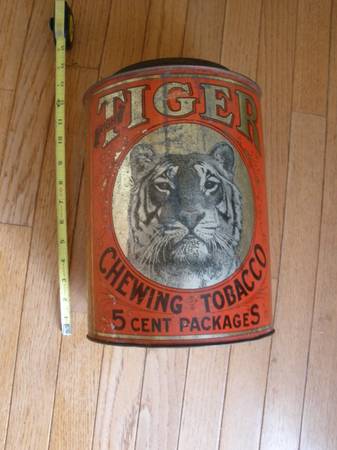 TIGER
CHEWING TOBACCO
5 CENT PACKAGES